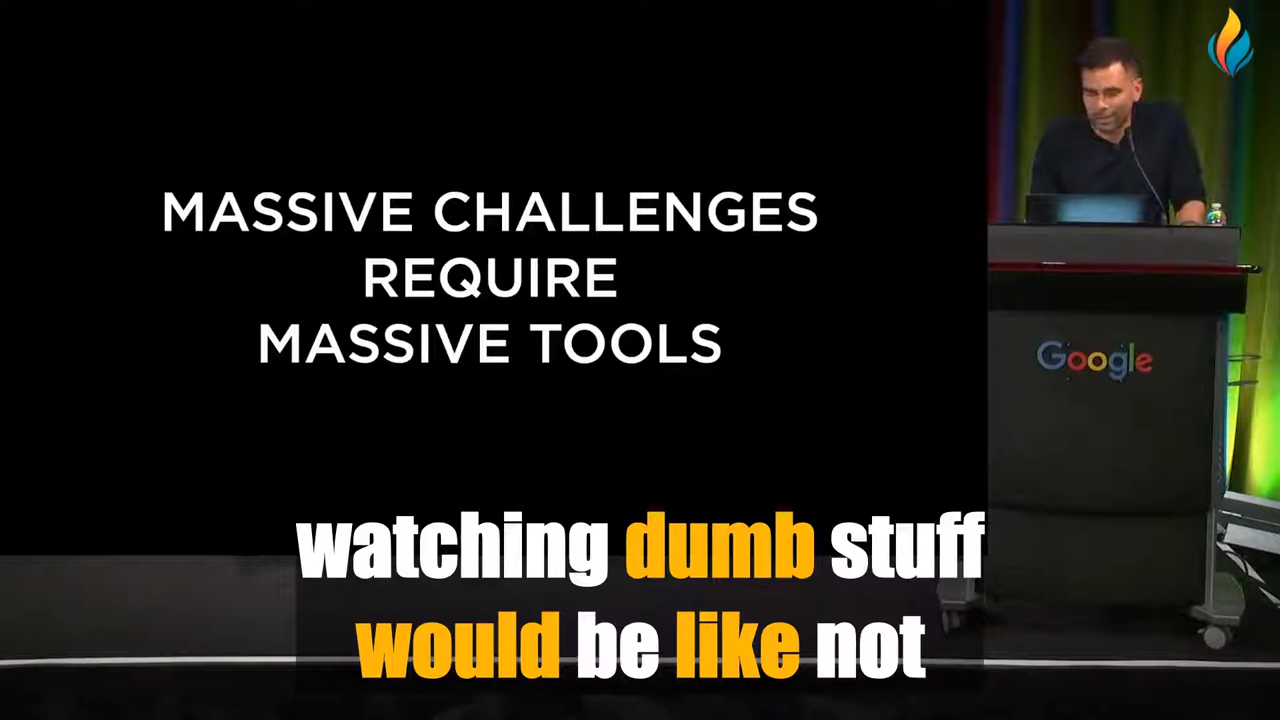 MASSIVE CHALLENGES
REQUIRE
MASSIVE TOOLS
Google
watching dumb stuff
would be like not